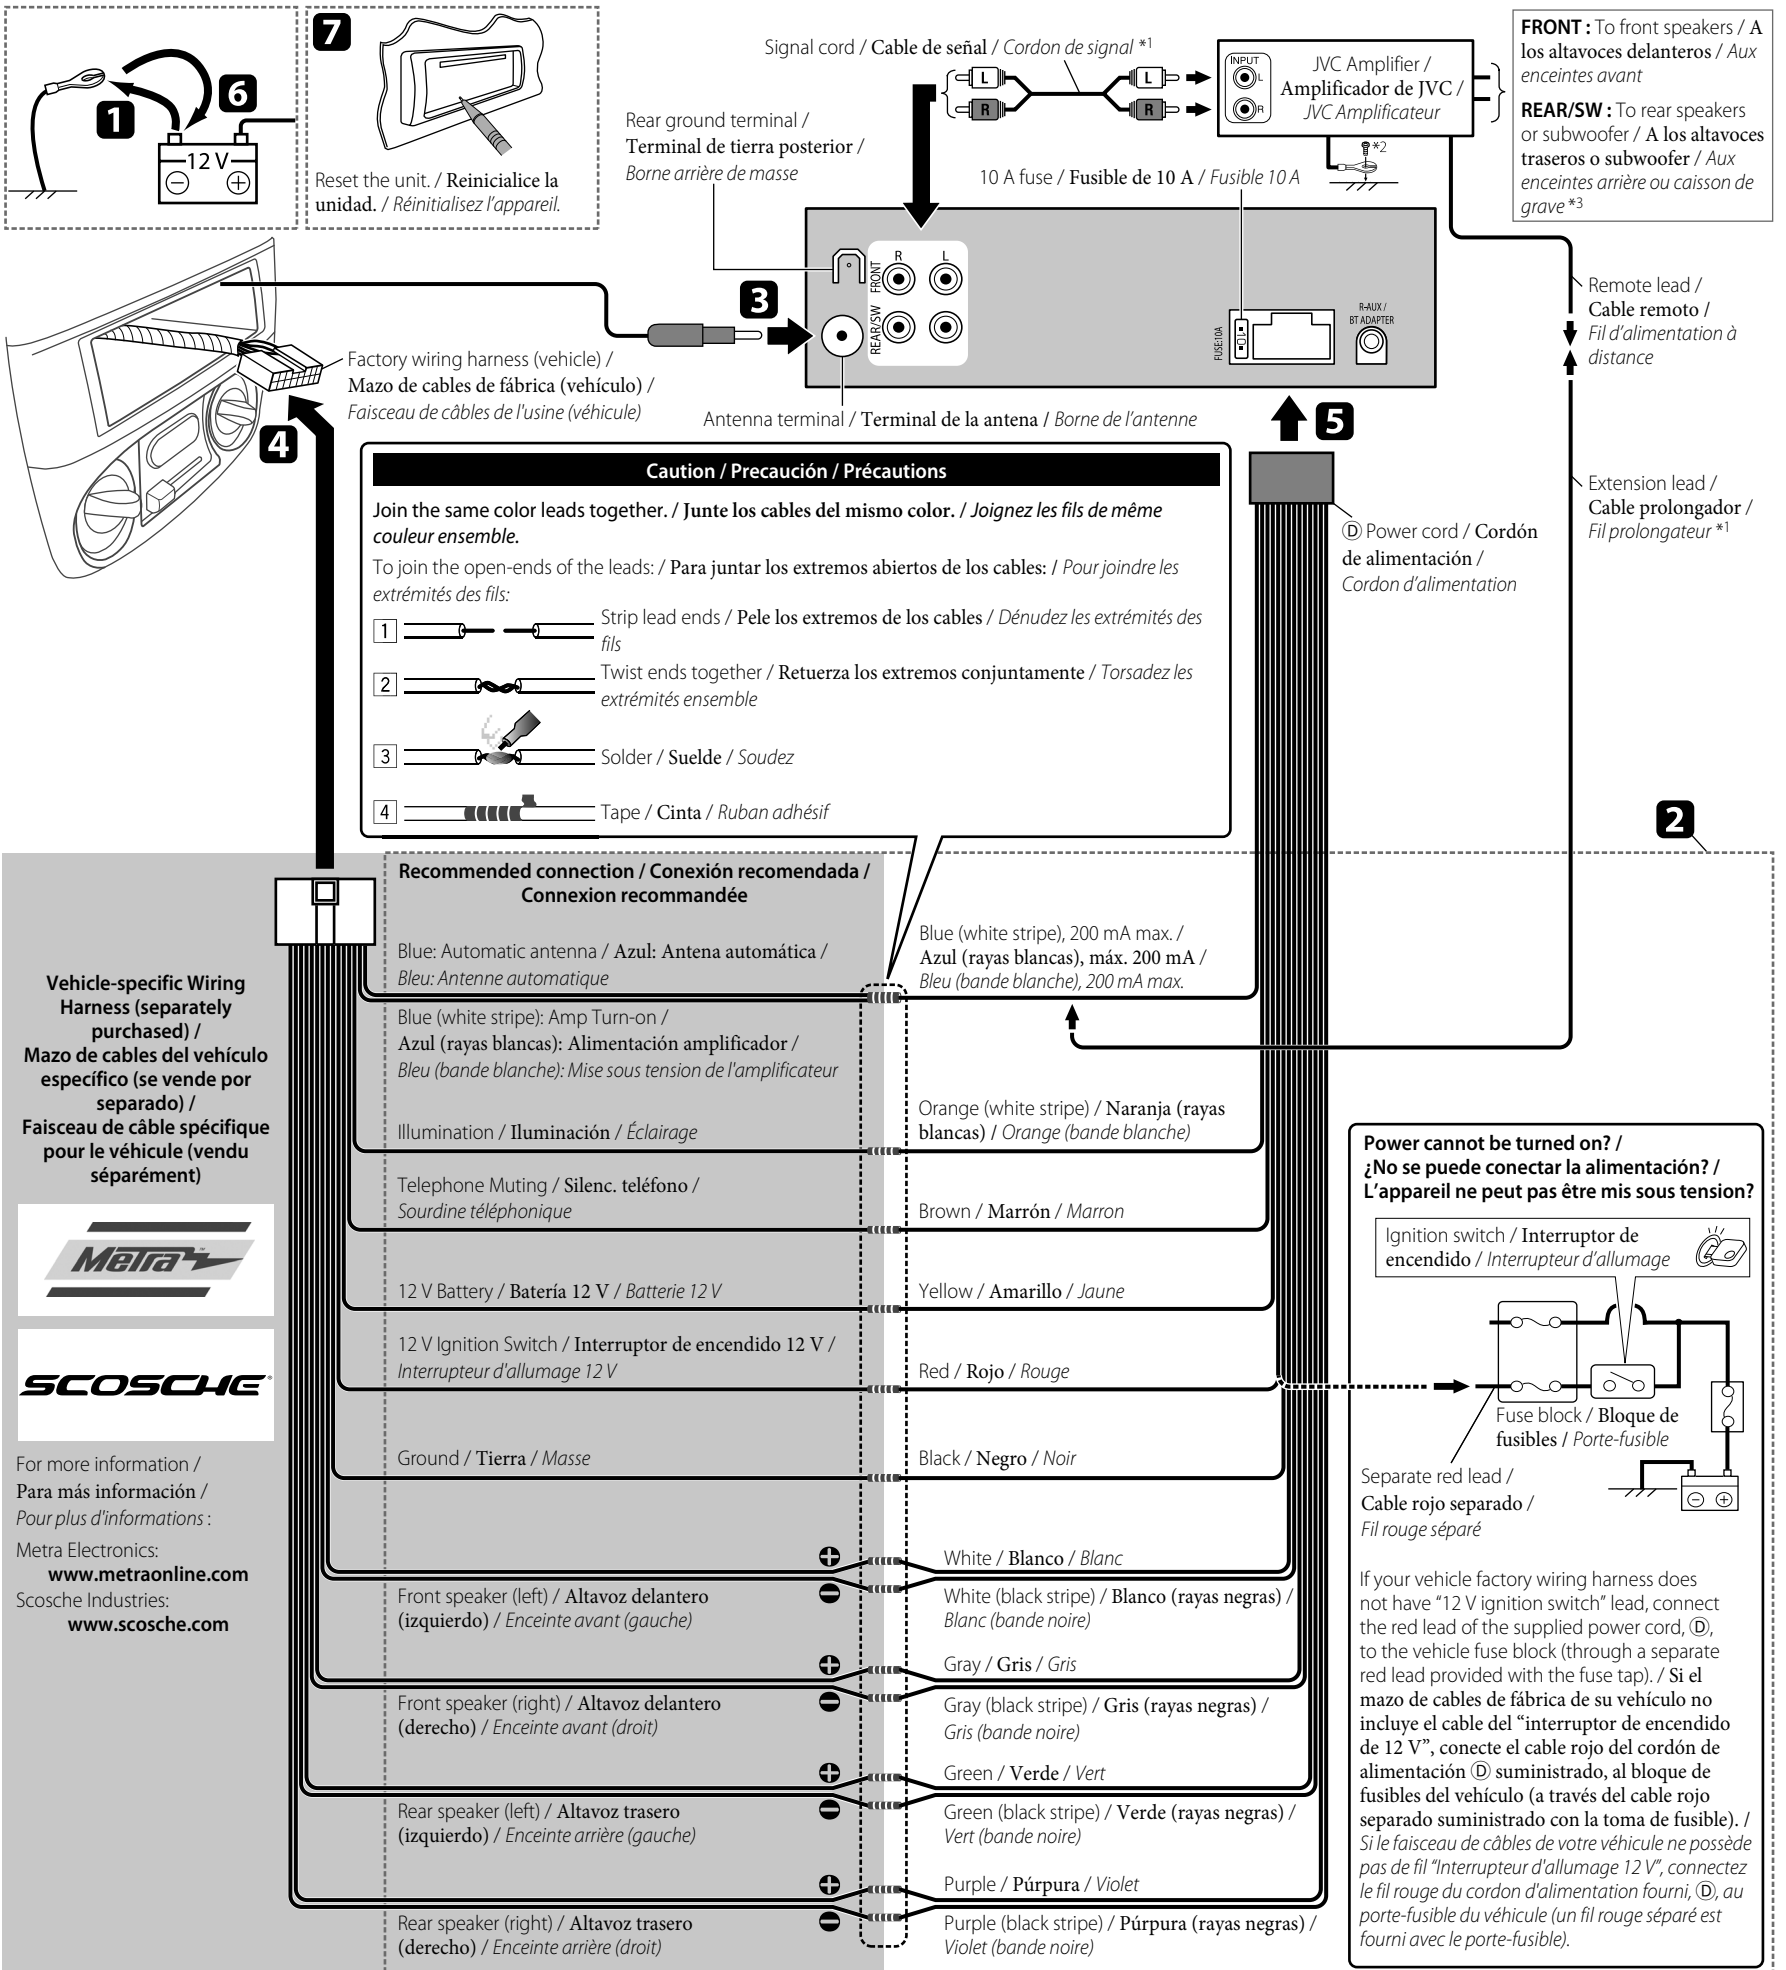 1
6
12 V
7
Reset the unit. / Reinicialice la
unidad. / Réinitialisez l'appareil.
Signal cord / Cable de señal / Cordon de signal *1
L
R
L
R
INPUT
L
R
JVC Amplifier /
Amplificador de JVC /
JVC Amplificateur
*2
FRONT : To front speakers / A
los altavoces delanteros / Aux
enceintes avant
REAR/SW : To rear speakers
or subwoofer / A los altavoces
traseros o subwoofer / Aux
enceintes arrière ou caisson de
grave *3
Rear ground terminal /
Terminal de tierra posterior /
Borne arrière de masse
10 A fuse / Fusible de 10 A / Fusible 10 A
R L
FRONT
REAR/SW
FUSE:10A
10
R-AUX /
BT ADAPTER
3
Remote lead /
Cable remoto /
Fil d'alimentation à
distance
Factory wiring harness (vehicle) /
Mazo de cables de fábrica (vehículo) /
Faisceau de câbles de l'usine (véhicule)
4
Antenna terminal / Terminal de la antena / Borne de l'antenne
5
Caution / Precaución / Précautions
Join the same color leads together. / Junte los cables del mismo color. / Joignez les fils de même
couleur ensemble.
To join the open-ends of the leads: / Para juntar los extremos abiertos de los cables: / Pour joindre les
extrémités des fils:
1 Strip lead ends / Pele los extremos de los cables / Dénudez les extrémités des
fils
2 Twist ends together / Retuerza los extremos conjuntamente / Torsadez les
extrémités ensemble
3 Solder / Suelde / Soudez
4 Tape / Cinta / Ruban adhésif
Ⓓ Power cord / Cordón
de alimentación /
Cordon d'alimentation
Extension lead /
Cable prolongador /
Fil prolongateur *1
2
Recommended connection / Conexión recomendada /
Connexion recommandée
Vehicle-specific Wiring
Harness (separately
purchased) /
Mazo de cables del vehículo
específico (se vende por
separado) /
Faisceau de câble spécifique
pour le véhicule (vendu
séparément)
Metra™
SCOSCHE®
For more information /
Para más información /
Pour plus d'informations :
Metra Electronics:
www.metraonline.com
Scosche Industries:
www.scosche.com
Blue: Automatic antenna / Azul: Antena automática /
Bleu: Antenne automatique
Blue (white stripe): Amp Turn-on /
Azul (rayas blancas): Alimentación amplificador /
Bleu (bande blanche): Mise sous tension de l'amplificateur
Blue (white stripe), 200 mA max. /
Azul (rayas blancas), máx. 200 mA /
Bleu (bande blanche), 200 mA max.
Illumination / Iluminación / Éclairage
Orange (white stripe) / Naranja (rayas
blancas) / Orange (bande blanche)
Telephone Muting / Silenc. teléfono /
Sourdine téléphonique
Brown / Marrón / Marron
12 V Battery / Batería 12 V / Batterie 12 V
Yellow / Amarillo / Jaune
12 V Ignition Switch / Interruptor de encendido 12 V /
Interrupteur d'allumage 12 V
Red / Rojo / Rouge
Ground / Tierra / Masse
Black / Negro / Noir
Front speaker (left) / Altavoz delantero
(izquierdo) / Enceinte avant (gauche)
White / Blanco / Blanc
White (black stripe) / Blanco (rayas negras) /
Blanc (bande noire)
Front speaker (right) / Altavoz delantero
(derecho) / Enceinte avant (droit)
Gray / Gris / Gris
Gray (black stripe) / Gris (rayas negras) /
Gris (bande noire)
Rear speaker (left) / Altavoz trasero
(izquierdo) / Enceinte arrière (gauche)
Green / Verde / Vert
Green (black stripe) / Verde (rayas negras) /
Vert (bande noire)
Rear speaker (right) / Altavoz trasero
(derecho) / Enceinte arrière (droit)
Purple / Púrpura / Violet
Purple (black stripe) / Púrpura (rayas negras) /
Violet (bande noire)
Power cannot be turned on? /
¿No se puede conectar la alimentación? /
L'appareil ne peut pas être mis sous tension?
Ignition switch / Interruptor de
encendido / Interrupteur d'allumage
Fuse block / Bloque de
fusibles / Porte-fusible
Separate red lead /
Cable rojo separado /
Fil rouge séparé
If your vehicle factory wiring harness does
not have "12 V ignition switch" lead, connect
the red lead of the supplied power cord, Ⓓ,
to the vehicle fuse block (through a separate
red lead provided with the fuse tap). / Si el
mazo de cables de fábrica de su vehículo no
incluye el cable del "interruptor de encendido
de 12 V", conecte el cable rojo del cordón de
alimentación Ⓓ suministrado, al bloque de
fusibles del vehículo (a través del cable rojo
separado suministrado con la toma de fusible). /
Si le faisceau de câbles de votre véhicule ne possède
pas de fil "Interrupteur d'allumage 12 V", connectez
le fil rouge du cordon d'alimentation fourni, Ⓓ, au
porte-fusible du véhicule (un fil rouge séparé est
fourni avec le porte-fusible).